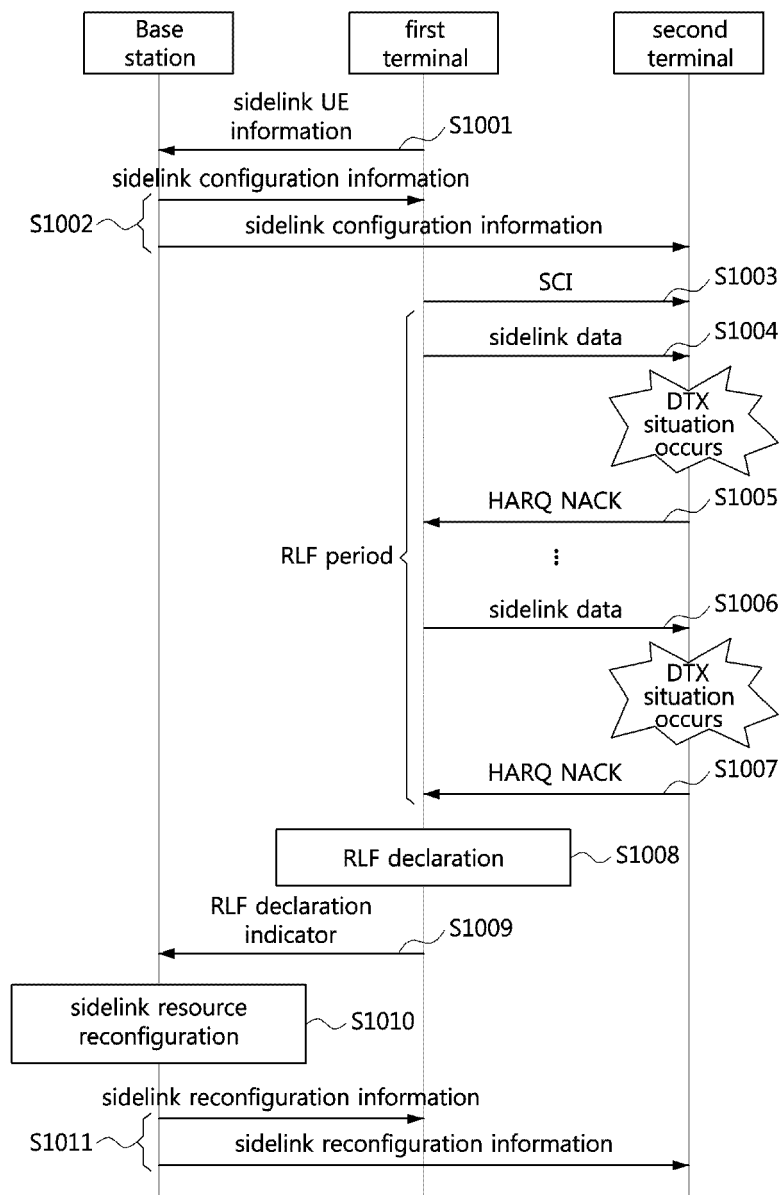 Base
station
first
terminal
second
terminal
sidelink UE
information
S1001
sidelink configuration information
S1002
sidelink configuration information
SCI
S1003
sidelink data
S1004
DTX
situation
occurs
HARQ NACK
S1005
RLF period
sidelink data
S1006
DTX
situation
occurs
HARQ NACK
S1007
RLF declaration
S1008
RLF declaration
indicator
S1009
sidelink resource
reconfiguration
S1010
sidelink reconfiguration information
S1011
sidelink reconfiguration information